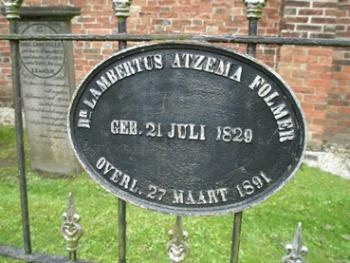 DR LAMBERTUS ATZEMA FOLMER
GEB. 21 JULI 1829
OVERL. 27 MAART 1891